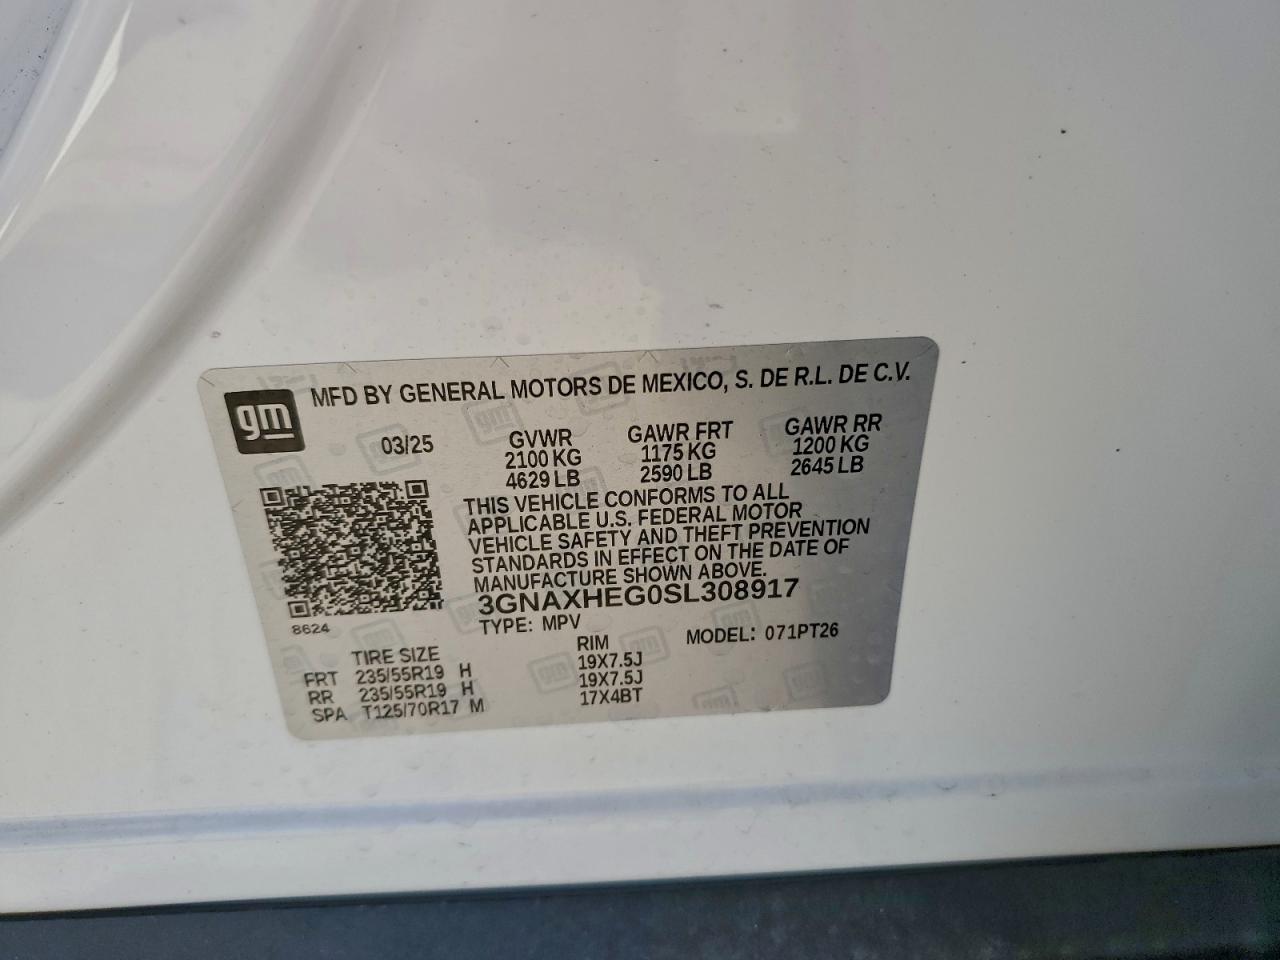 gm MFD BY GENERAL MOTORS DE MEXICO, S. DE R.L. DE C.V.
03/25 GVWR GAWR FRT GAWR RR
2100 KG 1175 KG 1200 KG
4629 LB 2590 LB 2645 LB
THIS VEHICLE CONFORMS TO ALL
APPLICABLE U.S. FEDERAL MOTOR
VEHICLE SAFETY AND THEFT PREVENTION
STANDARDS IN EFFECT ON THE DATE OF
MANUFACTURE SHOWN ABOVE.
3GNAXHEG0SL308917
8624
TYPE: MPV MODEL: 071PT26
TIRE SIZE RIM
FRT 235/55R19 H 19X7.5J
RR 235/55R19 H 19X7.5J
SPA T125/70R17 M 17X4BT